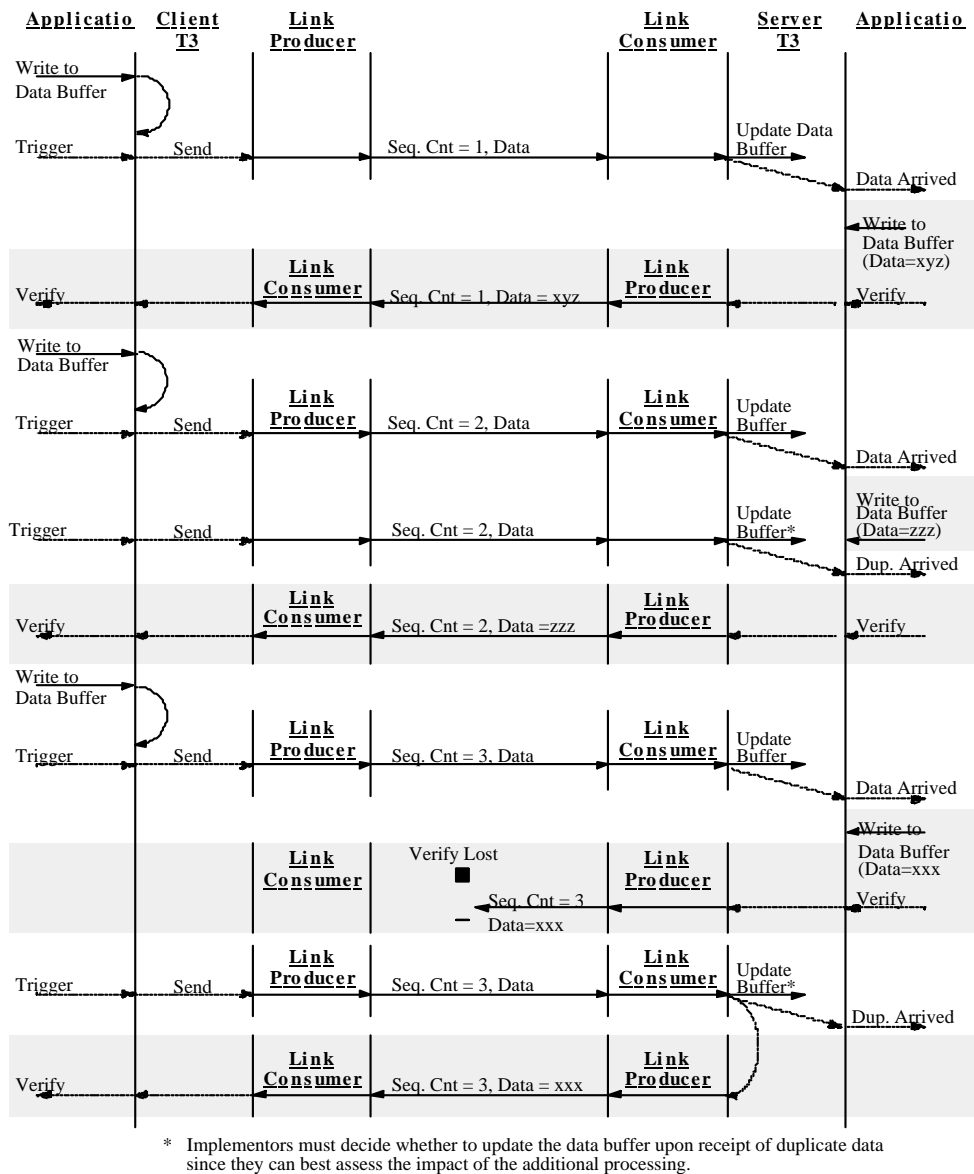 Applicatio Client Link Link Server Applicatio
T3 Producer Consumer T3
Write to
Data Buffer
Trigger Send Seq. Cnt = 1, Data Update Data
Buffer
Data Arrived
Write to
Data Buffer
(Data=xyz)
Link Link
Verify Consumer Seq. Cnt = 1, Data = xyz Producer Verify
Write to
Data Buffer
Link Link Update
Trigger Send Producer Seq. Cnt = 2, Data Consumer Buffer
Data Arrived
Write to
Data Buffer
(Data=zzz)
Trigger Send Seq. Cnt = 2, Data Update
Buffer*
Dup. Arrived
Link Link
Verify Consumer Seq. Cnt = 2, Data =zzz Producer Verify
Write to
Data Buffer
Link Link Update
Trigger Send Producer Seq. Cnt = 3, Data Consumer Buffer
Data Arrived
Write to
Data Buffer
(Data=xxx
Link Verify Lost Link
Consumer Producer
Seq. Cnt = 3 Verify
Data=xxx
Link Link Update
Trigger Send Producer Seq. Cnt = 3, Data Consumer Buffer*
Dup. Arrived
Link Link
Verify Consumer Seq. Cnt = 3, Data = xxx Producer
* Implementors must decide whether to update the data buffer upon receipt of duplicate data
since they can best assess the impact of the additional processing.